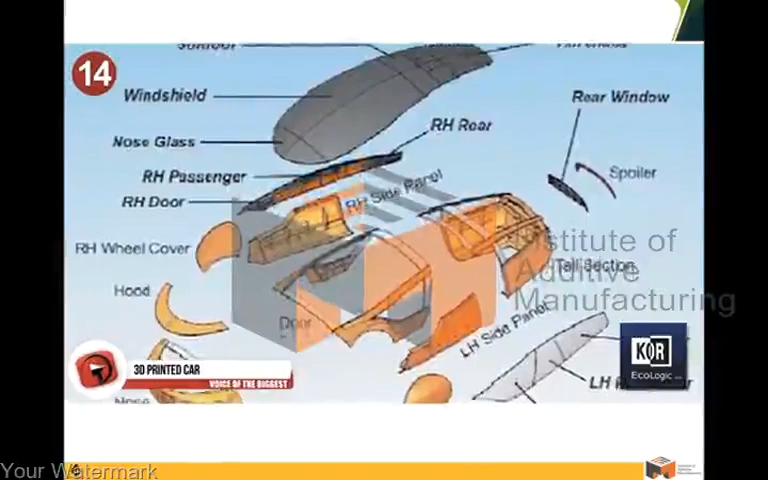 14
Windshield
Nose Glass
RH Rear
Rear Window
RH Passenger
RH Door
RH Side Panel
Spoiler
RH Wheel Cover
Hood
Door
Tail Section
LH Side Panel
LH
Institute of
Additive
Manufacturing
KOR
EcoLogic
3D PRINTED CAR
VOICE OF THE BIGGEST
Nose
Your Watermark